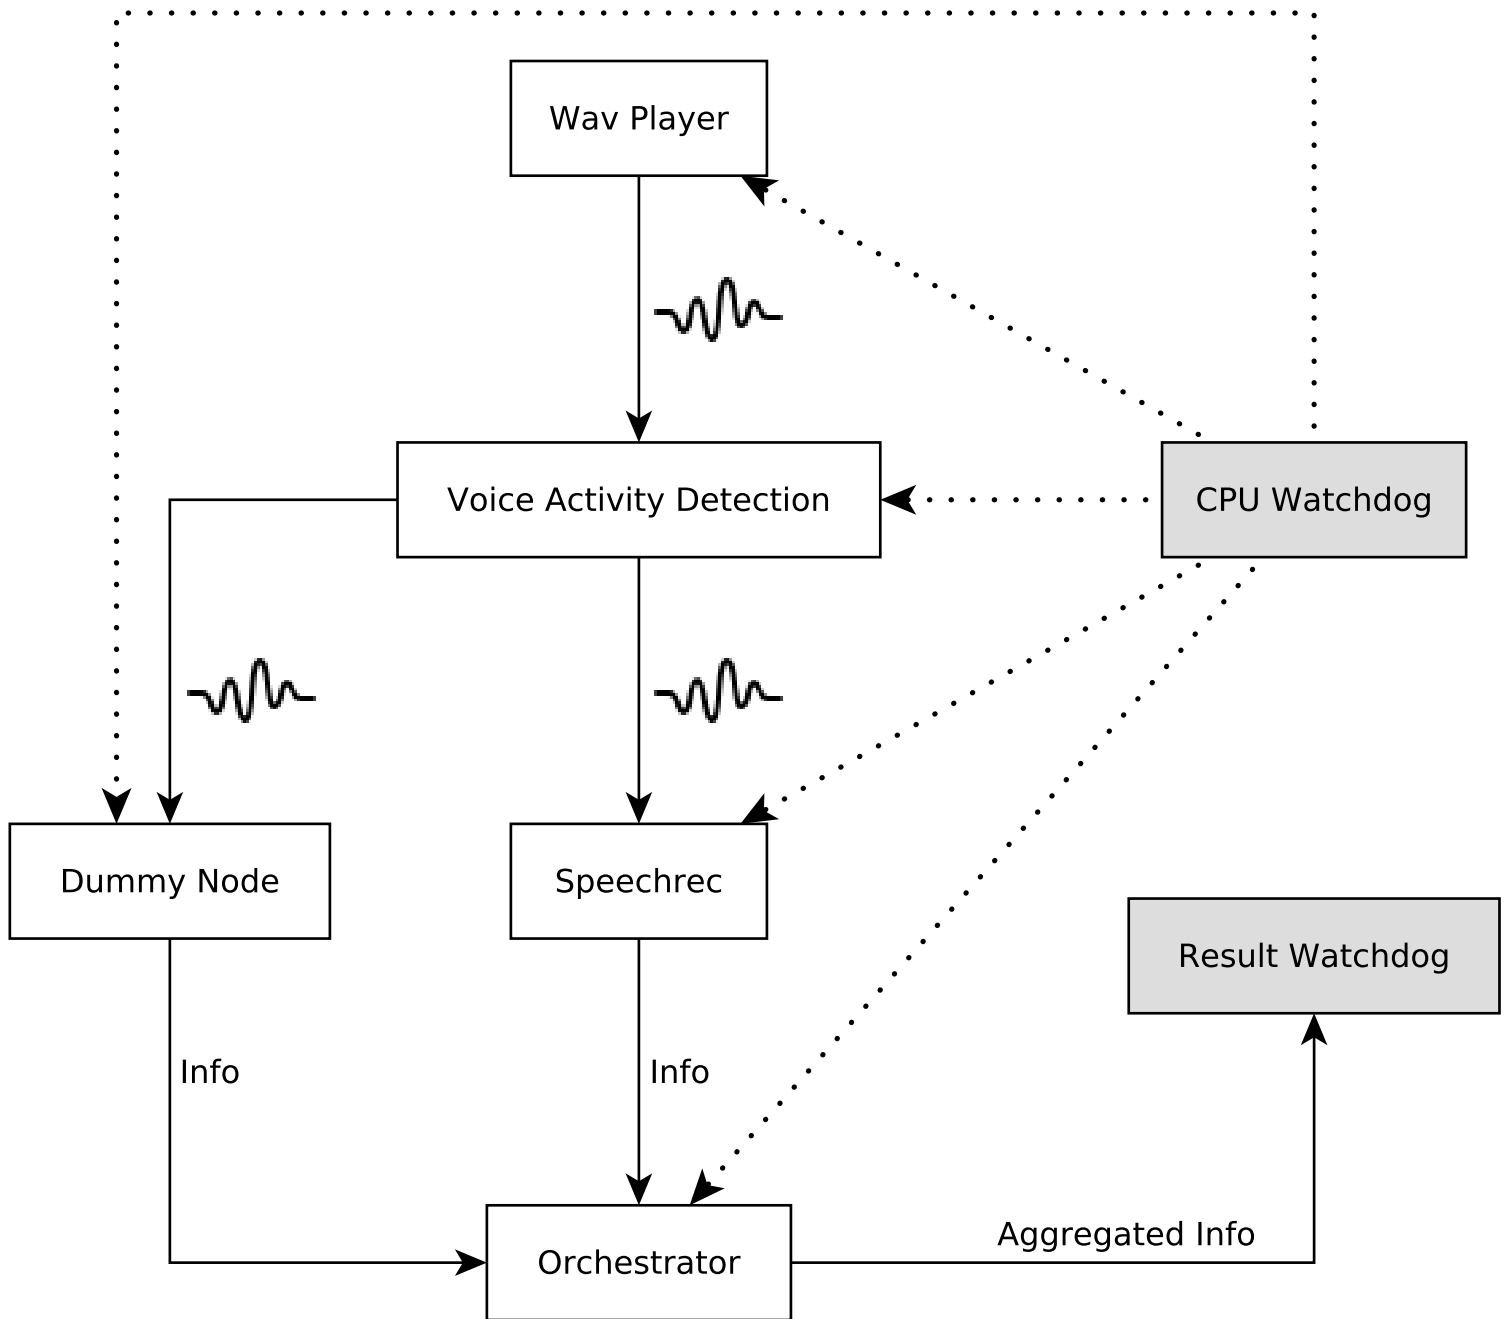 Wav Player
Voice Activity Detection
CPU Watchdog
Dummy Node
Speechrec
Result Watchdog
Info
Info
Aggregated Info
Orchestrator